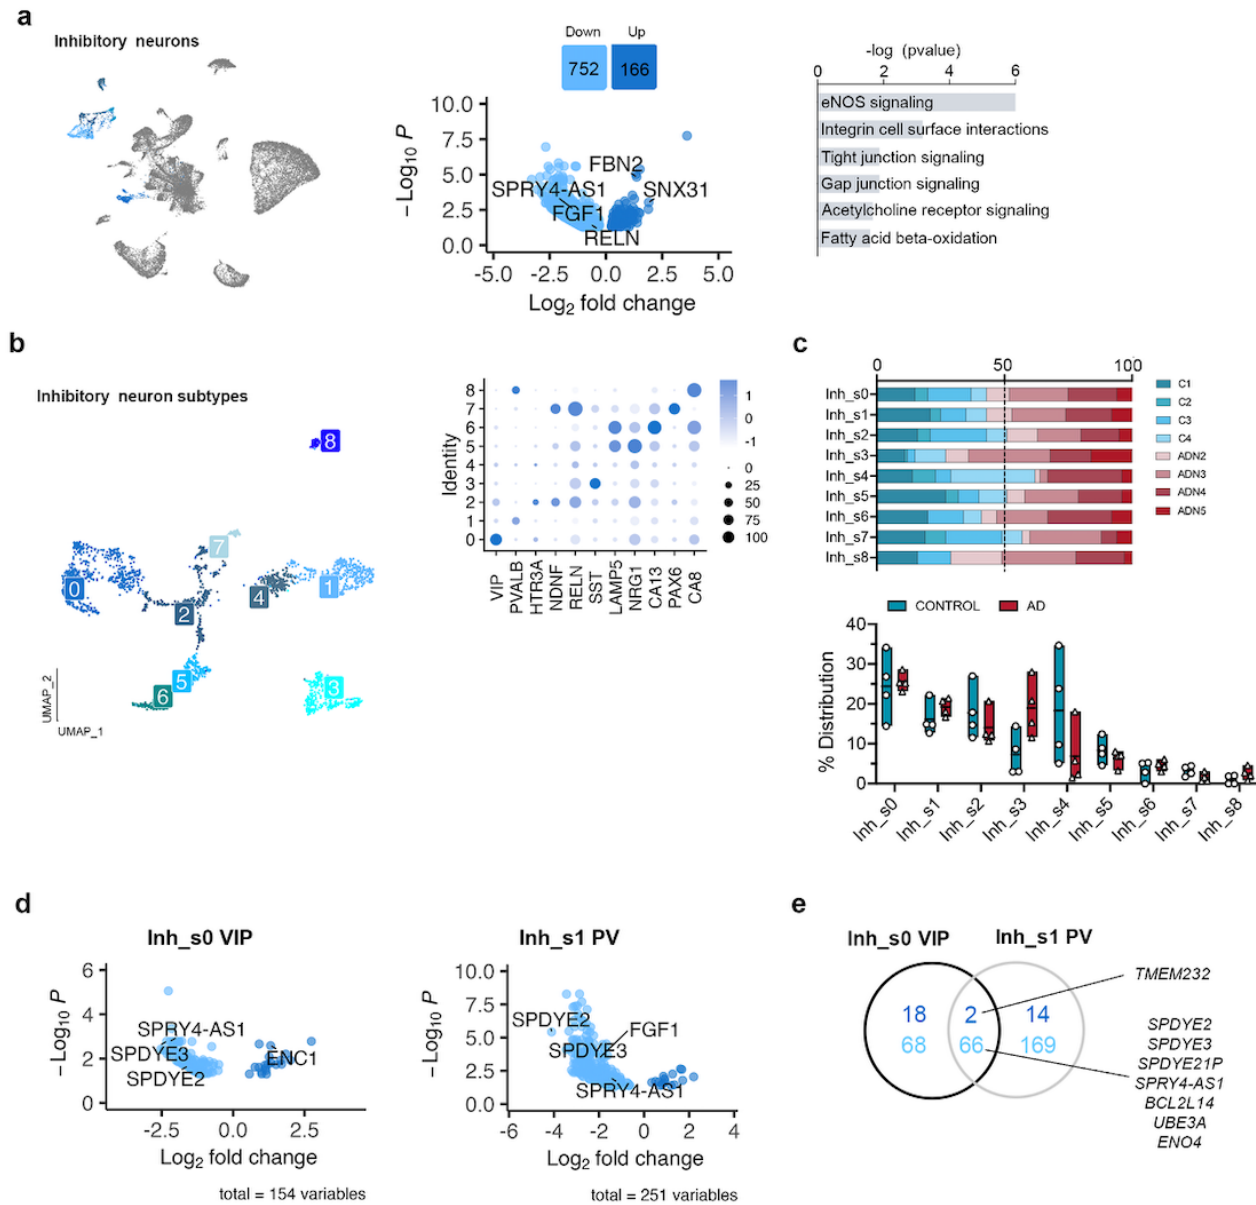 a
Inhibitory neurons
Down Up
752 166
10.0
7.5
5.0
2.5
0.0
−Log10 P
FBN2
SPRY4-AS1
SNX31
FGF1
RELN
-5.0 -2.5 0.0 2.5 5.0
Log2 fold change
-log (pvalue)
0 2 4 6
eNOS signaling
Integrin cell surface interactions
Tight junction signaling
Gap junction signaling
Acetylcholine receptor signaling
Fatty acid beta-oxidation
b
Inhibitory neuron subtypes
8
7
0
2
4
1
5
6
3
UMAP_2
UMAP_1
Identity
8
7
6
5
4
3
2
1
0
VIP
PVALB
HTR3A
NDNF
RELN
SST
LAMP5
NRG1
CA13
PAX6
CA8
1
0
-1
0
25
50
75
100
c
0 50 100
Inh_s0
Inh_s1
Inh_s2
Inh_s3
Inh_s4
Inh_s5
Inh_s6
Inh_s7
Inh_s8
C1
C2
C3
C4
ADN2
ADN3
ADN4
ADN5
CONTROL AD
% Distribution
40
30
20
10
0
Inh_s0
Inh_s1
Inh_s2
Inh_s3
Inh_s4
Inh_s5
Inh_s6
Inh_s7
Inh_s8
d
Inh_s0 VIP
−Log10 P
6
4
2
0
SPRY4-AS1
SPDYE3
ENC1
SPDYE2
-2.5 0.0 2.5
Log2 fold change
total = 154 variables
Inh_s1 PV
−Log10 P
10.0
7.5
5.0
2.5
0.0
SPDYE2
FGF1
SPDYE3
SPRY4-AS1
-6 -4 -2 0 2 4
Log2 fold change
total = 251 variables
e
Inh_s0 VIP Inh_s1 PV
18 2 14
68 66 169
TMEM232
SPDYE2
SPDYE3
SPDYE21P
SPRY4-AS1
BCL2L14
UBE3A
ENO4